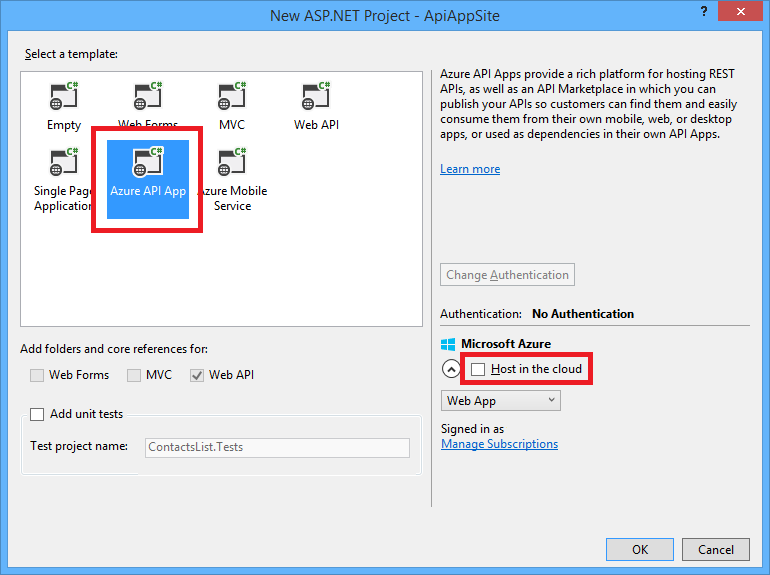 New ASP.NET Project - ApiAppSite
?
Select a template:
C#
C#
C#
C#
Empty
Web Forms
MVC
Web API
C#
C#
C#
Single Page
Application
Azure API App
Azure Mobile
Service
Azure API Apps provide a rich platform for hosting REST
APIs, as well as an API Marketplace in which you can
publish your APIs so customers can find them and easily
consume them from their own mobile, web, or desktop
apps, or used as dependencies in their own API Apps.
Learn more
Change Authentication
Authentication: No Authentication
Microsoft Azure
Host in the cloud
Web App
Signed in as
Manage Subscriptions
Add folders and core references for:
Web Forms
MVC
Web API
Add unit tests
Test project name:
ContactsList.Tests
OK
Cancel